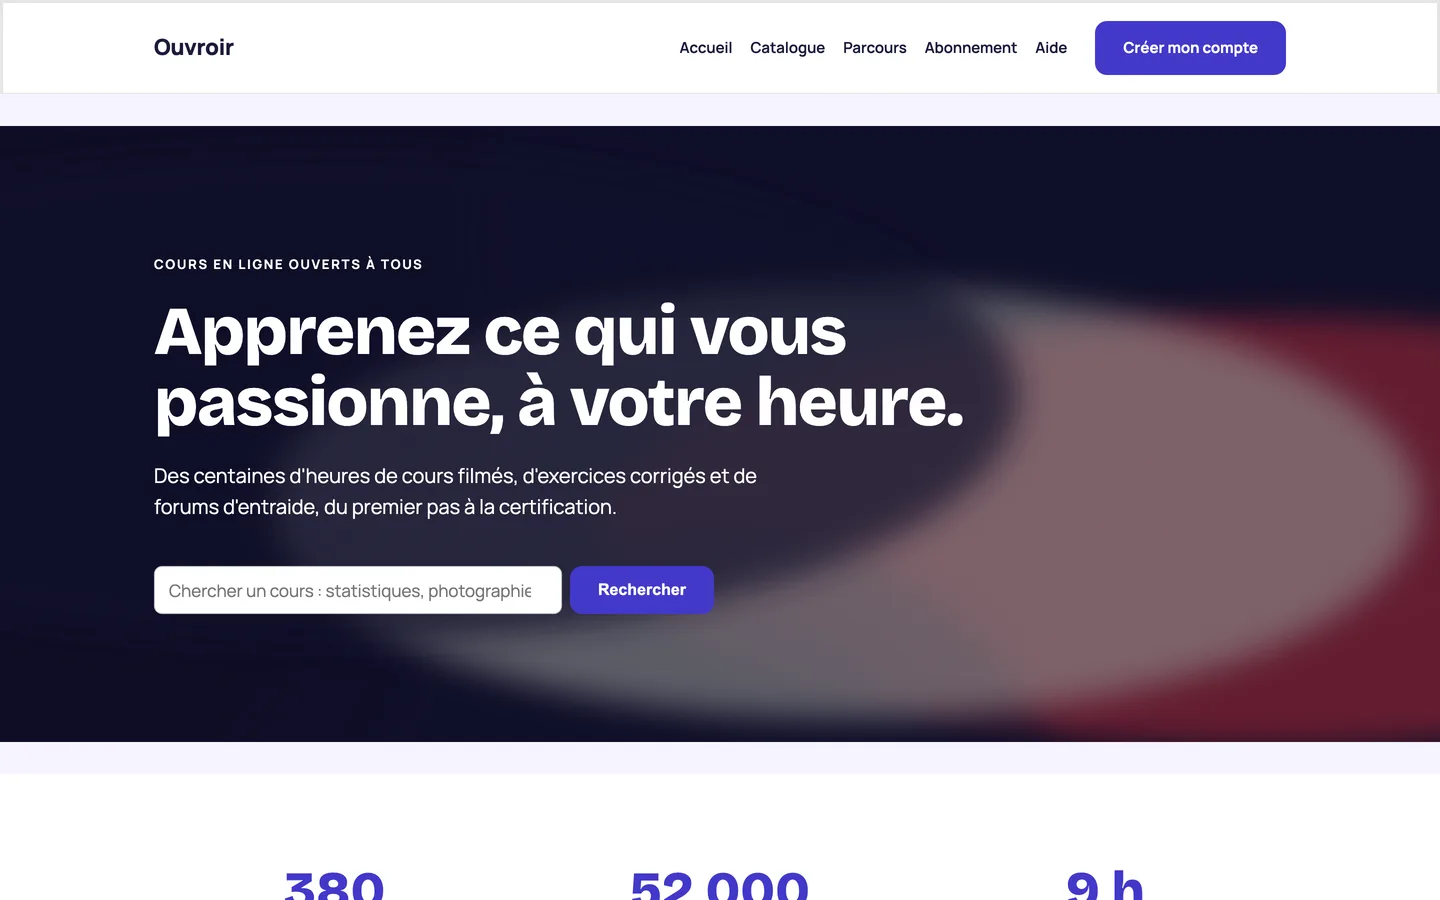 Ouvroir
Accueil Catalogue Parcours Abonnement Aide Créer mon compte
COURS EN LIGNE OUVERTS À TOUS
Apprenez ce qui vous
passionne, à votre heure.
Des centaines d'heures de cours filmés, d'exercices corrigés et de
forums d'entraide, du premier pas à la certification.
Chercher un cours : statistiques, photographie Rechercher
380 52 000 9 h